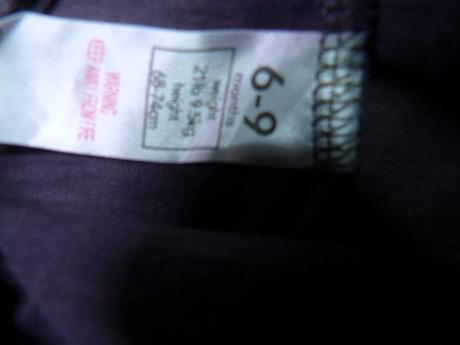 6-9
months
weight
21lb 9.5kg
height
68-74cm
WARNING
KEEP AWAY FROM FIRE